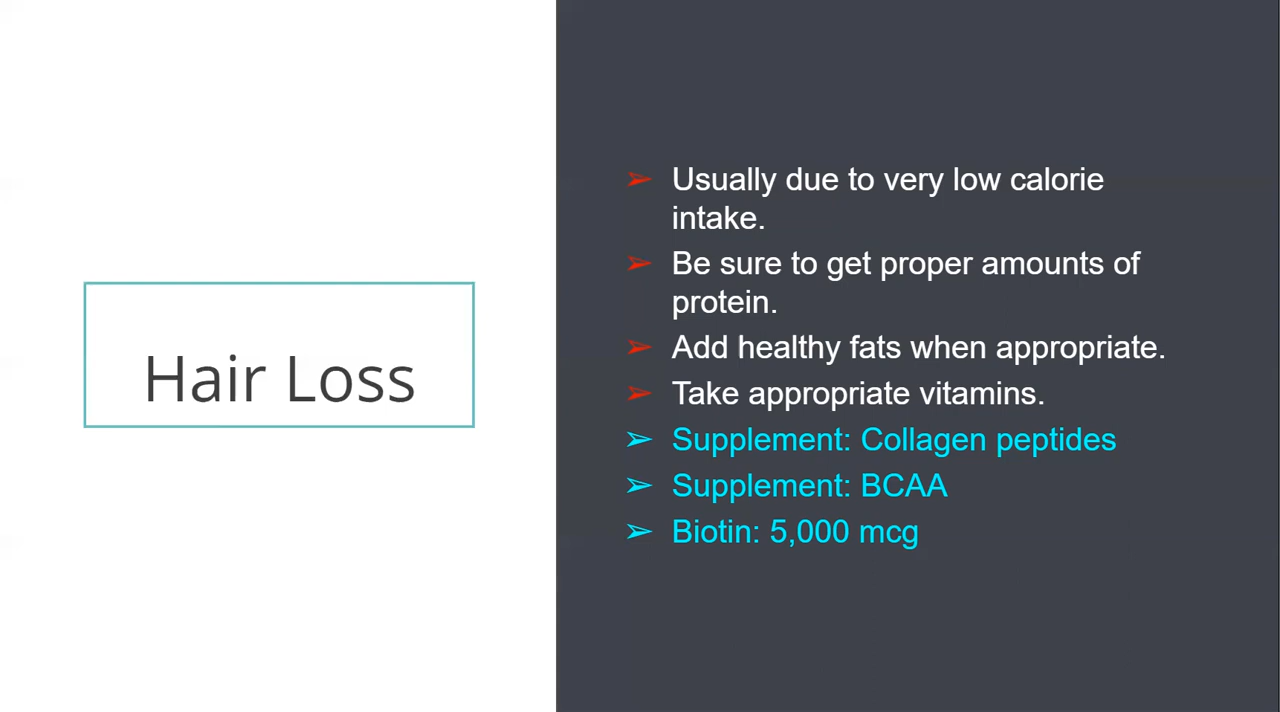 Hair Loss
➢ Usually due to very low calorie
intake.
➢ Be sure to get proper amounts of
protein.
➢ Add healthy fats when appropriate.
➢ Take appropriate vitamins.
➢ Supplement: Collagen peptides
➢ Supplement: BCAA
➢ Biotin: 5,000 mcg